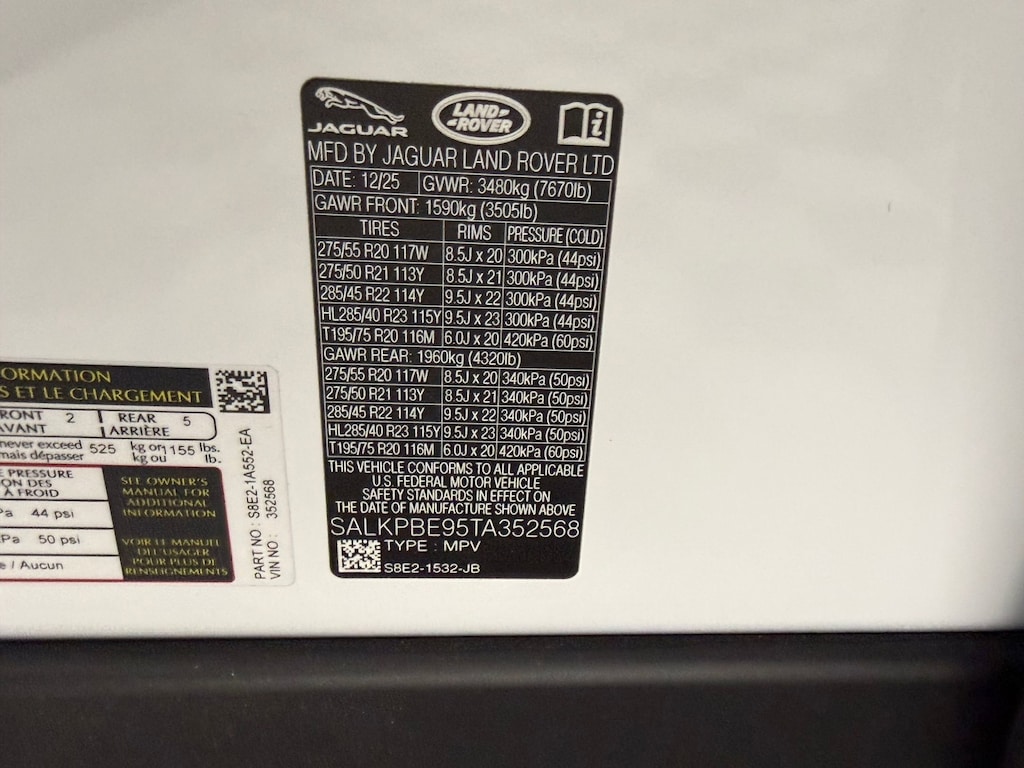 JAGUAR
LAND ROVER
i
MFD BY JAGUAR LAND ROVER LTD
DATE: 12/25 GVWR: 3480kg (7670lb)
GAWR FRONT: 1590kg (3505lb)
TIRES RIMS PRESSURE (COLD)
275/55 R20 117W 8.5J x 20 300kPa (44psi)
275/50 R21 113Y 8.5J x 21 300kPa (44psi)
285/45 R22 114Y 9.5J x 22 300kPa (44psi)
HL285/40 R23 115Y 9.5J x 23 300kPa (44psi)
T195/75 R20 116M 6.0J x 20 420kPa (60psi)
GAWR REAR: 1960kg (4320lb)
275/55 R20 117W 8.5J x 20 340kPa (50psi)
275/50 R21 113Y 8.5J x 21 340kPa (50psi)
285/45 R22 114Y 9.5J x 22 340kPa (50psi)
HL285/40 R23 115Y 9.5J x 23 340kPa (50psi)
T195/75 R20 116M 6.0J x 20 420kPa (60psi)
THIS VEHICLE CONFORMS TO ALL APPLICABLE
U.S. FEDERAL MOTOR VEHICLE
SAFETY STANDARDS IN EFFECT ON
THE DATE OF MANUFACTURE SHOWN ABOVE
SALKPBE95TA352568
TYPE : MPV
S8E2-1532-JB
ORMATION
S ET LE CHARGEMENT
RONT 2 REAR 5
AVANT ARRIÈRE
never exceed 525 kg or 1155 lbs.
mais dépasser kg ou lb.
E PRESSURE
ON DES
À FROID
Pa 44 psi
Pa 50 psi
e / Aucun
SEE OWNER'S
MANUAL FOR
ADDITIONAL
INFORMATION
VOIR LE MANUEL
DE L'USAGER
POUR PLUS DE
RENSEIGNEMENTS
PART NO : S8E2-1A552-EA
VIN NO : 352568